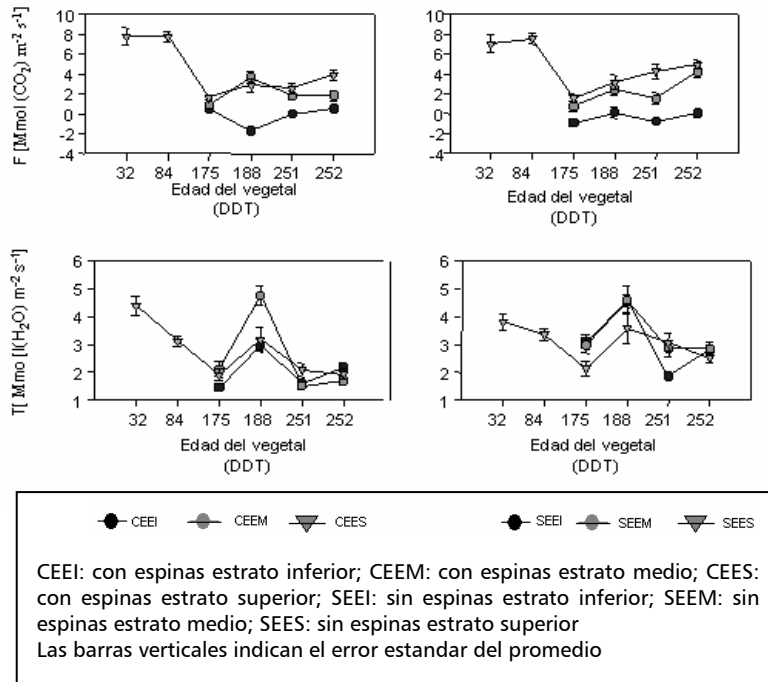 10
8
6
4
2
0
-2
-4
F [Mmol (CO₂) m⁻² s⁻¹]
32 84 175 188 251 252
Edad del vegetal
(DDT)
10
8
6
4
2
0
-2
-4
32 84 175 188 251 252
Edad del vegetal
(DDT)
6
5
4
3
2
1
T[ Mmo [l(H₂O) m⁻² s¹]
32 84 175 188 251 252
Edad del vegetal
(DDT)
6
5
4
3
2
1
32 84 175 188 251 252
Edad del vegetal
(DDT)
CEEI CEEM CEES SEEI SEEM SEES
CEEI: con espinas estrato inferior; CEEM: con espinas estrato medio; CEES:
con espinas estrato superior; SEEI: sin espinas estrato inferior; SEEM: sin
espinas estrato medio; SEES: sin espinas estrato superior
Las barras verticales indican el error estandar del promedio